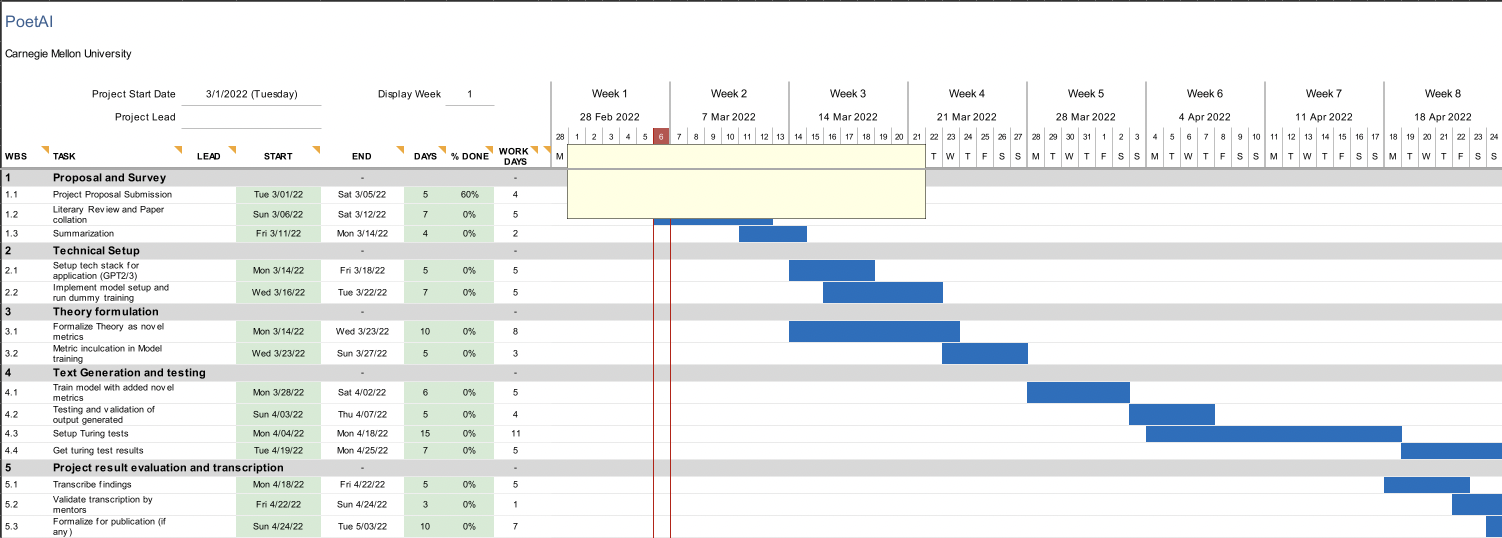 PoetAI
Carnegie Mellon University
Project Start Date 3/1/2022 (Tuesday) Display Week 1 Week 1 Week 2 Week 3 Week 4 Week 5 Week 6 Week 7 Week 8
Project Lead 28 Feb 2022 7 Mar 2022 14 Mar 2022 21 Mar 2022 28 Mar 2022 4 Apr 2022 11 Apr 2022 18 Apr 2022
28 1 2 3 4 5 6 7 8 9 10 11 12 13 14 15 16 17 18 19 20 21 22 23 24 25 26 27 28 29 30 31 1 2 3 4 5 6 7 8 9 10 11 12 13 14 15 16 17 18 19 20 21 22 23 24
WBS TASK LEAD START END DAYS % DONE WORK DAYS M T W T F S S M T W T F S S M T W T F S S M T W T F S S M T W T F S S
1 Proposal and Survey - -
1.1 Project Proposal Submission Tue 3/01/22 Sat 3/05/22 5 60% 4
1.2 Literary Review and Paper collation Sun 3/06/22 Sat 3/12/22 7 0% 5
1.3 Summarization Fri 3/11/22 Mon 3/14/22 4 0% 2
2 Technical Setup - -
2.1 Setup tech stack for application (GPT2/3) Mon 3/14/22 Fri 3/18/22 5 0% 5
2.2 Implement model setup and run dummy training Wed 3/16/22 Tue 3/22/22 7 0% 5
3 Theory formulation - -
3.1 Formalize Theory as novel metrics Mon 3/14/22 Wed 3/23/22 10 0% 8
3.2 Metric inculcation in Model training Wed 3/23/22 Sun 3/27/22 5 0% 3
4 Text Generation and testing - -
4.1 Train model with added novel metrics Mon 3/28/22 Sat 4/02/22 6 0% 5
4.2 Testing and validation of output generated Sun 4/03/22 Thu 4/07/22 5 0% 4
4.3 Setup Turing tests Mon 4/04/22 Mon 4/18/22 15 0% 11
4.4 Get turing test results Tue 4/19/22 Mon 4/25/22 7 0% 5
5 Project result evaluation and transcription - -
5.1 Transcribe findings Mon 4/18/22 Fri 4/22/22 5 0% 5
5.2 Validate transcription by mentors Fri 4/22/22 Sun 4/24/22 3 0% 1
5.3 Formalize for publication (if any) Sun 4/24/22 Tue 5/03/22 10 0% 7